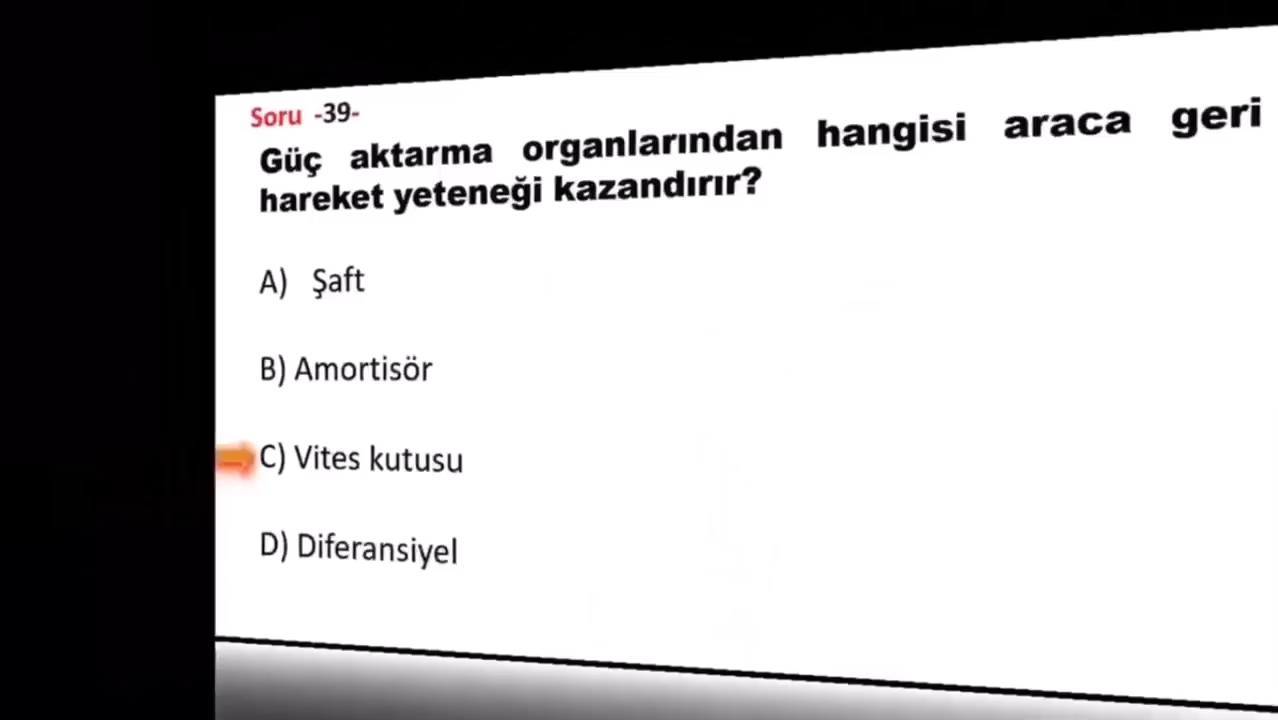 Soru -39-
Güç aktarma organlarından hangisi araca geri
hareket yeteneği kazandırır?
A) Şaft
B) Amortisör
C) Vites kutusu
D) Diferansiyel